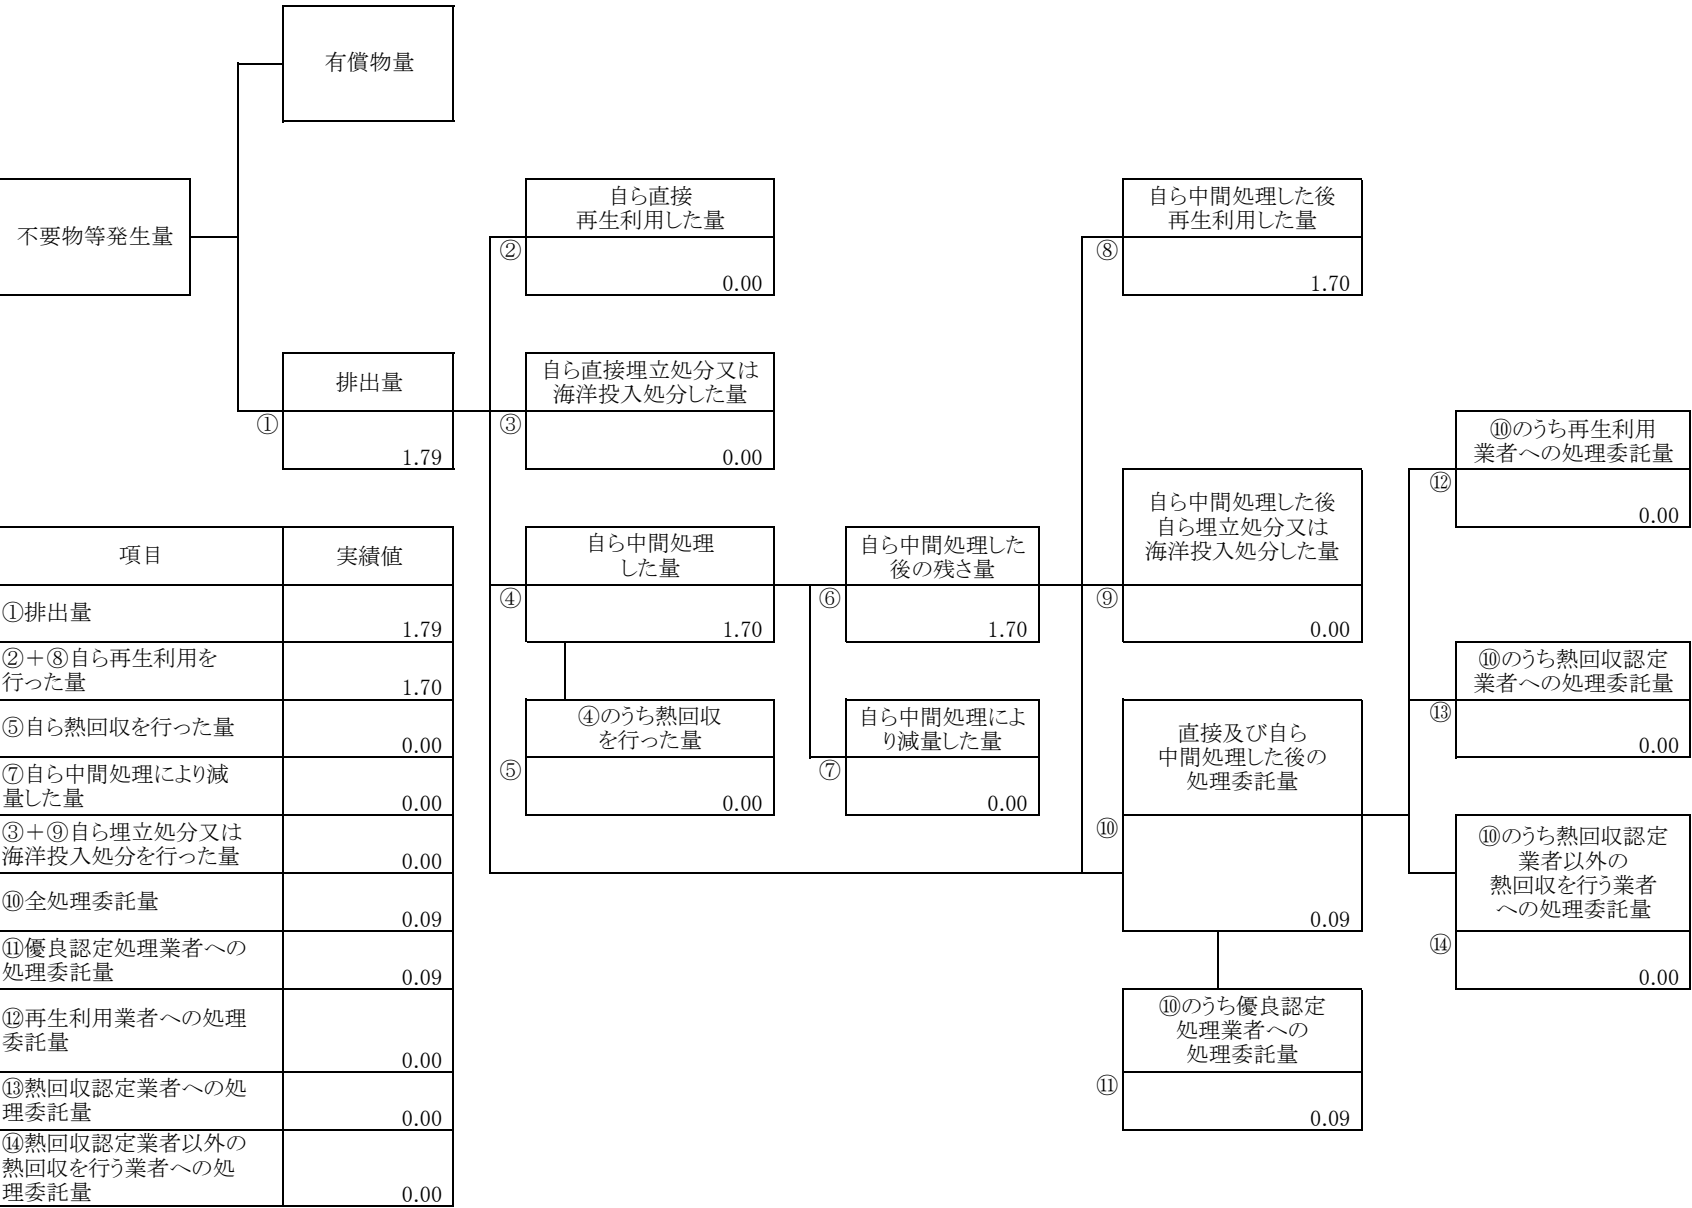 有償物量
不要物等発生量
自ら直接
再生利用した量
②
0.00
自ら中間処理した後
再生利用した量
⑧
1.70
排出量
①
1.79
自ら直接埋立処分又は
海洋投入処分した量
③
0.00
⑩のうち再生利用
業者への処理委託量
⑫
0.00
自ら中間処理した後
自ら埋立処分又は
海洋投入処分した量
⑨
0.00
自ら中間処理
した量
④
1.70
自ら中間処理した
後の残さ量
⑥
1.70
⑩のうち熱回収認定
業者への処理委託量
⑬
0.00
④のうち熱回収
を行った量
⑤
0.00
自ら中間処理によ
り減量した量
⑦
0.00
直接及び自ら
中間処理した後の
処理委託量
⑩
0.09
⑩のうち熱回収認定
業者以外の
熱回収を行う業者
への処理委託量
⑭
0.00
⑩のうち優良認定
処理業者への
処理委託量
⑪
0.09
項目
実績値
①排出量
1.79
②+⑧自ら再生利用を
行った量
1.70
⑤自ら熱回収を行った量
0.00
⑦自ら中間処理により減
量した量
0.00
③+⑨自ら埋立処分又は
海洋投入処分を行った量
0.00
⑩全処理委託量
0.09
⑪優良認定処理業者への
処理委託量
0.09
⑫再生利用業者への処理
委託量
0.00
⑬熱回収認定業者への処
理委託量
0.00
⑭熱回収認定業者以外の
熱回収を行う業者への処
理委託量
0.00